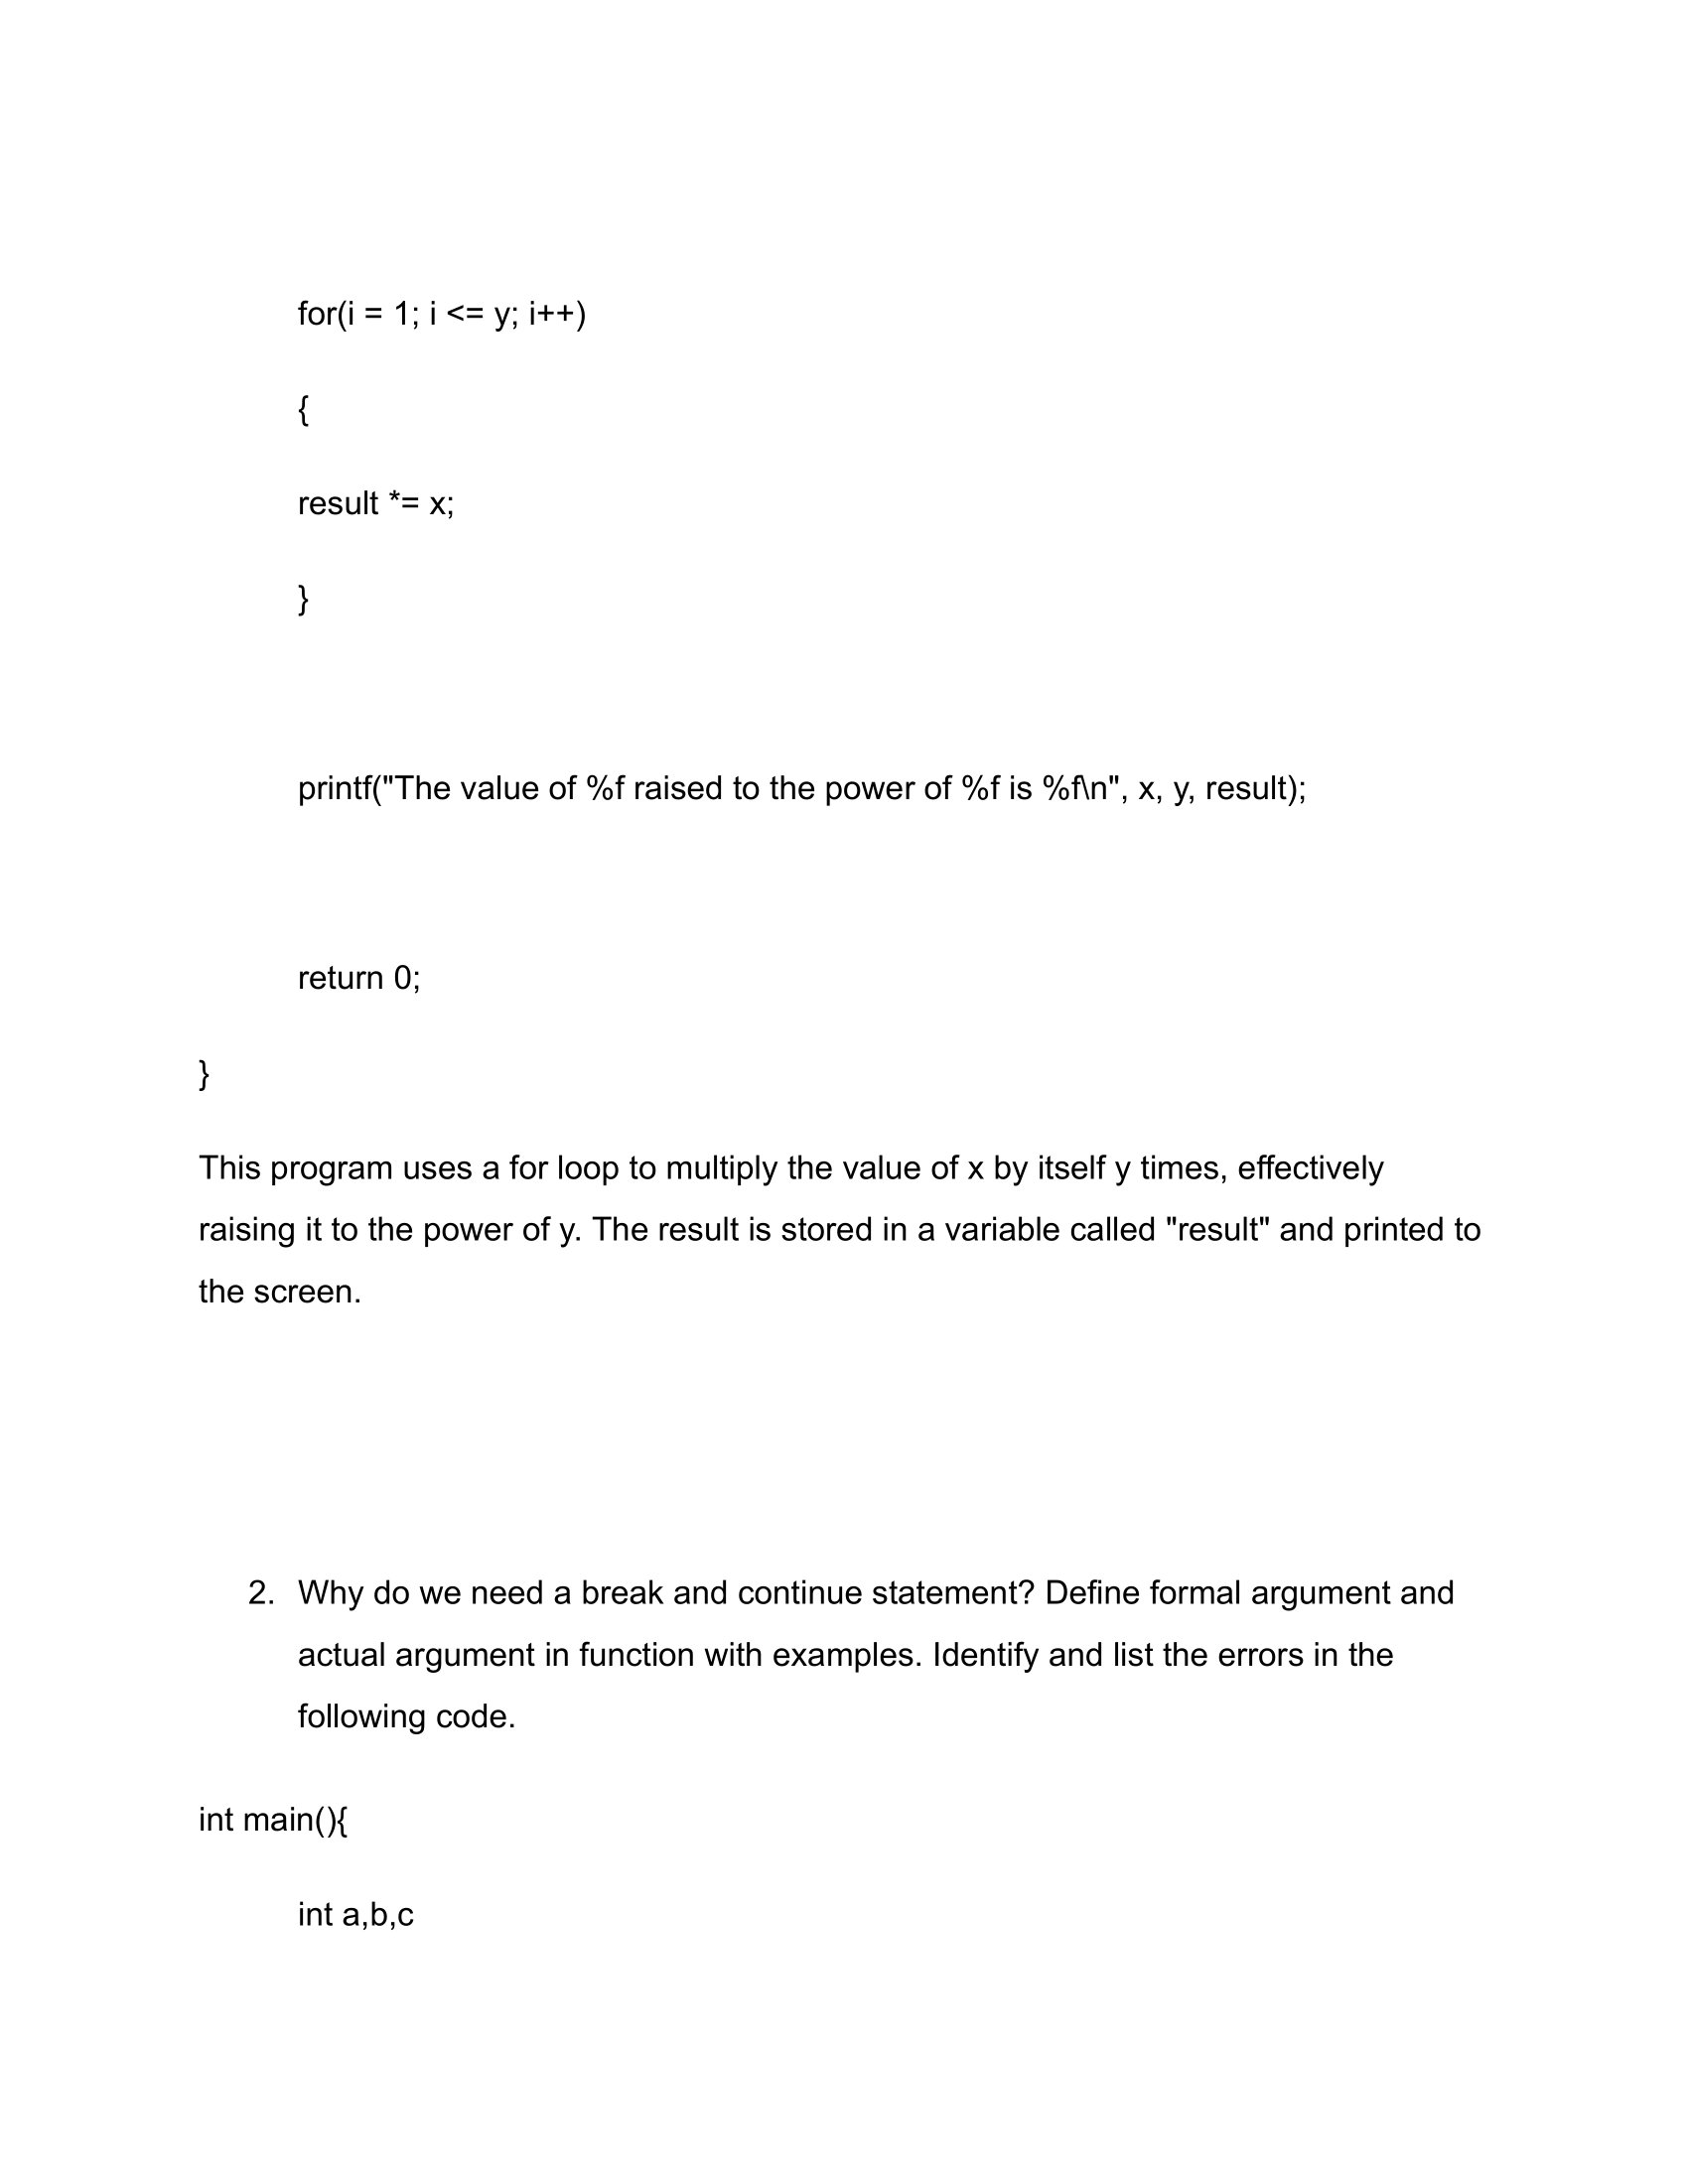 for(i = 1; i <= y; i++)
{
result *= x;
}
printf("The value of %f raised to the power of %f is %f\n", x, y, result);
return 0;
}
This program uses a for loop to multiply the value of x by itself y times, effectively
raising it to the power of y. The result is stored in a variable called "result" and printed to
the screen.
2. Why do we need a break and continue statement? Define formal argument and
actual argument in function with examples. Identify and list the errors in the
following code.
int main(){
int a,b,c